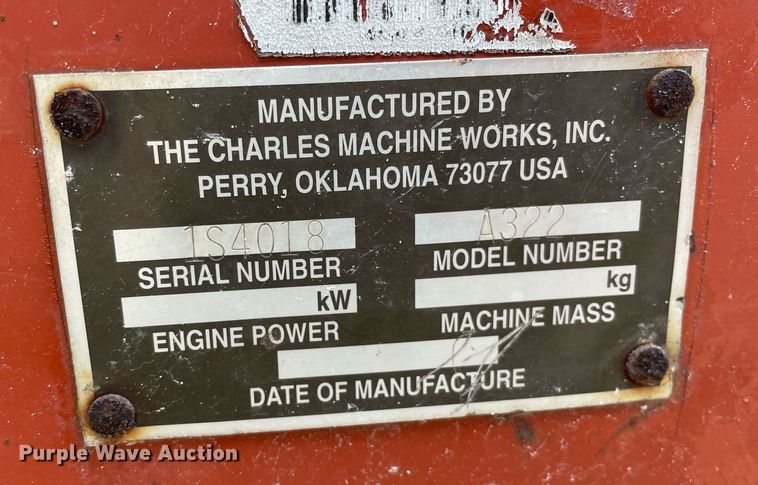 MANUFACTURED BY
THE CHARLES MACHINE WORKS, INC.
PERRY, OKLAHOMA 73077 USA
1S4018 A322
SERIAL NUMBER MODEL NUMBER
kW kg
ENGINE POWER MACHINE MASS
DATE OF MANUFACTURE
Purple Wave Auction